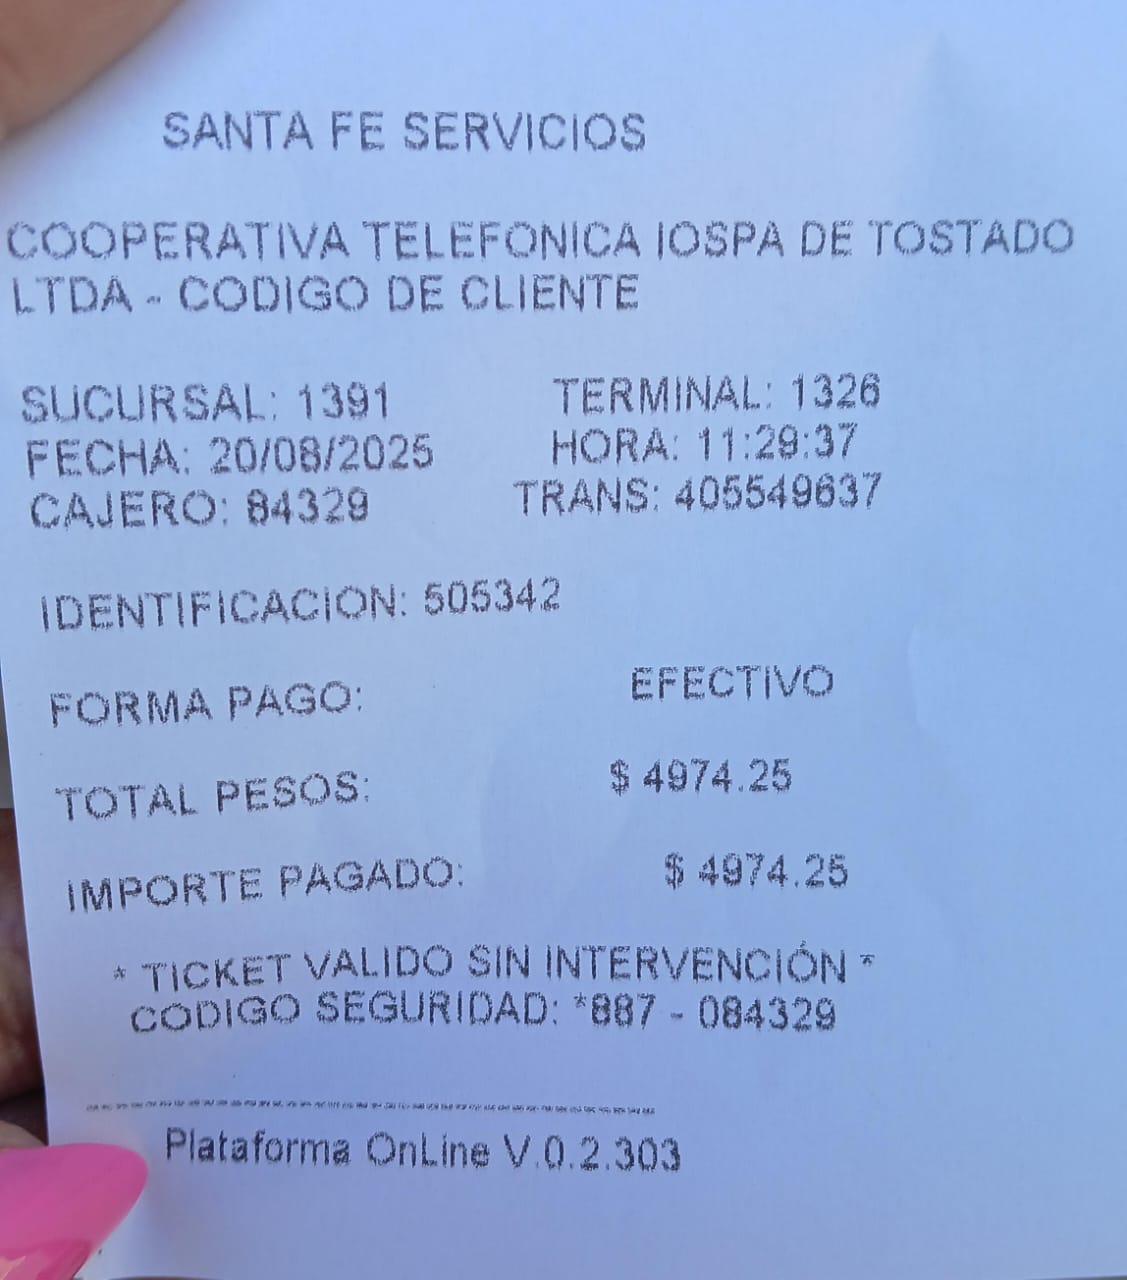 SANTA FE SERVICIOS
COOPERATIVA TELEFONICA IOSPA DE TOSTADO
LTDA - CODIGO DE CLIENTE
SUCURSAL: 1391 TERMINAL: 1326
FECHA: 20/08/2025 HORA: 11:29:37
CAJERO: 84329 TRANS: 405549637
IDENTIFICACION: 505342
FORMA PAGO: EFECTIVO
TOTAL PESOS: $ 4974.25
IMPORTE PAGADO: $ 4974.25
* TICKET VALIDO SIN INTERVENCIÓN *
CODIGO SEGURIDAD: *887 - 084329
Plataforma OnLine V.0.2.303